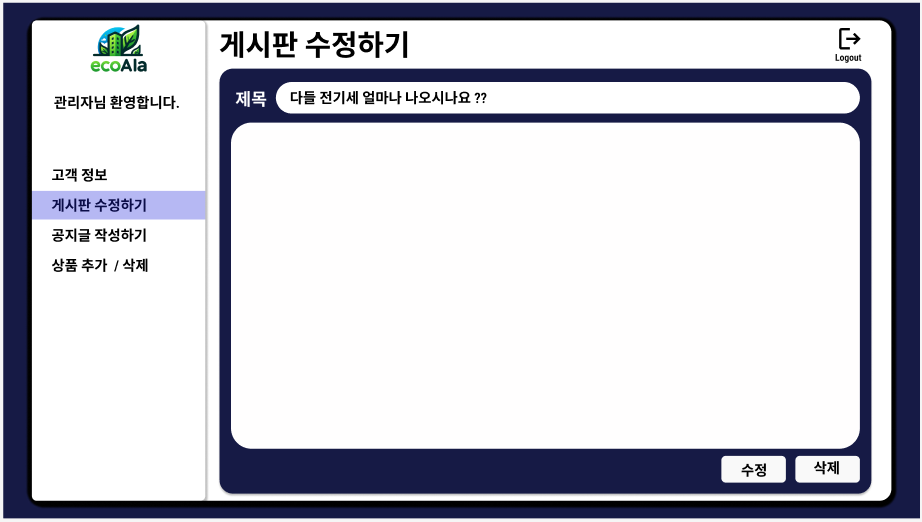 ecoAla
관리자님 환영합니다.
고객 정보
게시판 수정하기
공지글 작성하기
상품 추가 / 삭제
게시판 수정하기
Logout
제목
다들 전기세 얼마나 나오시나요 ??
수정
삭제